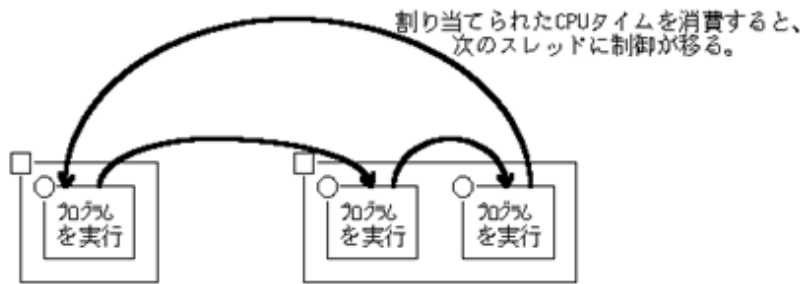 割り当てられたCPUタイムを消費すると、
次のスレッドに制御が移る。
プログラム
を実行
プログラム
を実行
プログラム
を実行